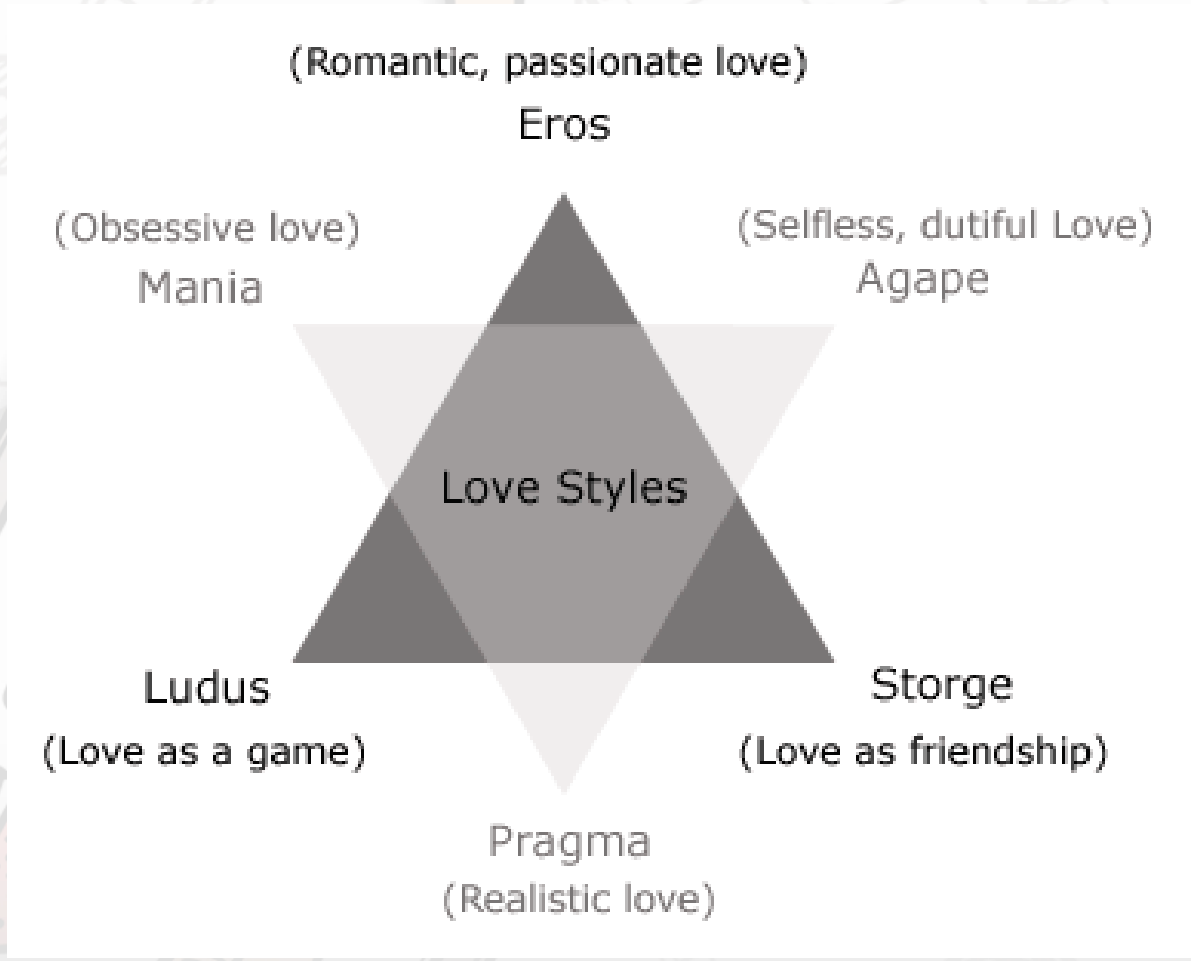 (Romantic, passionate love)
Eros
(Obsessive love)
Mania
(Selfless, dutiful Love)
Agape
Love Styles
Ludus
(Love as a game)
Storge
(Love as friendship)
Pragma
(Realistic love)